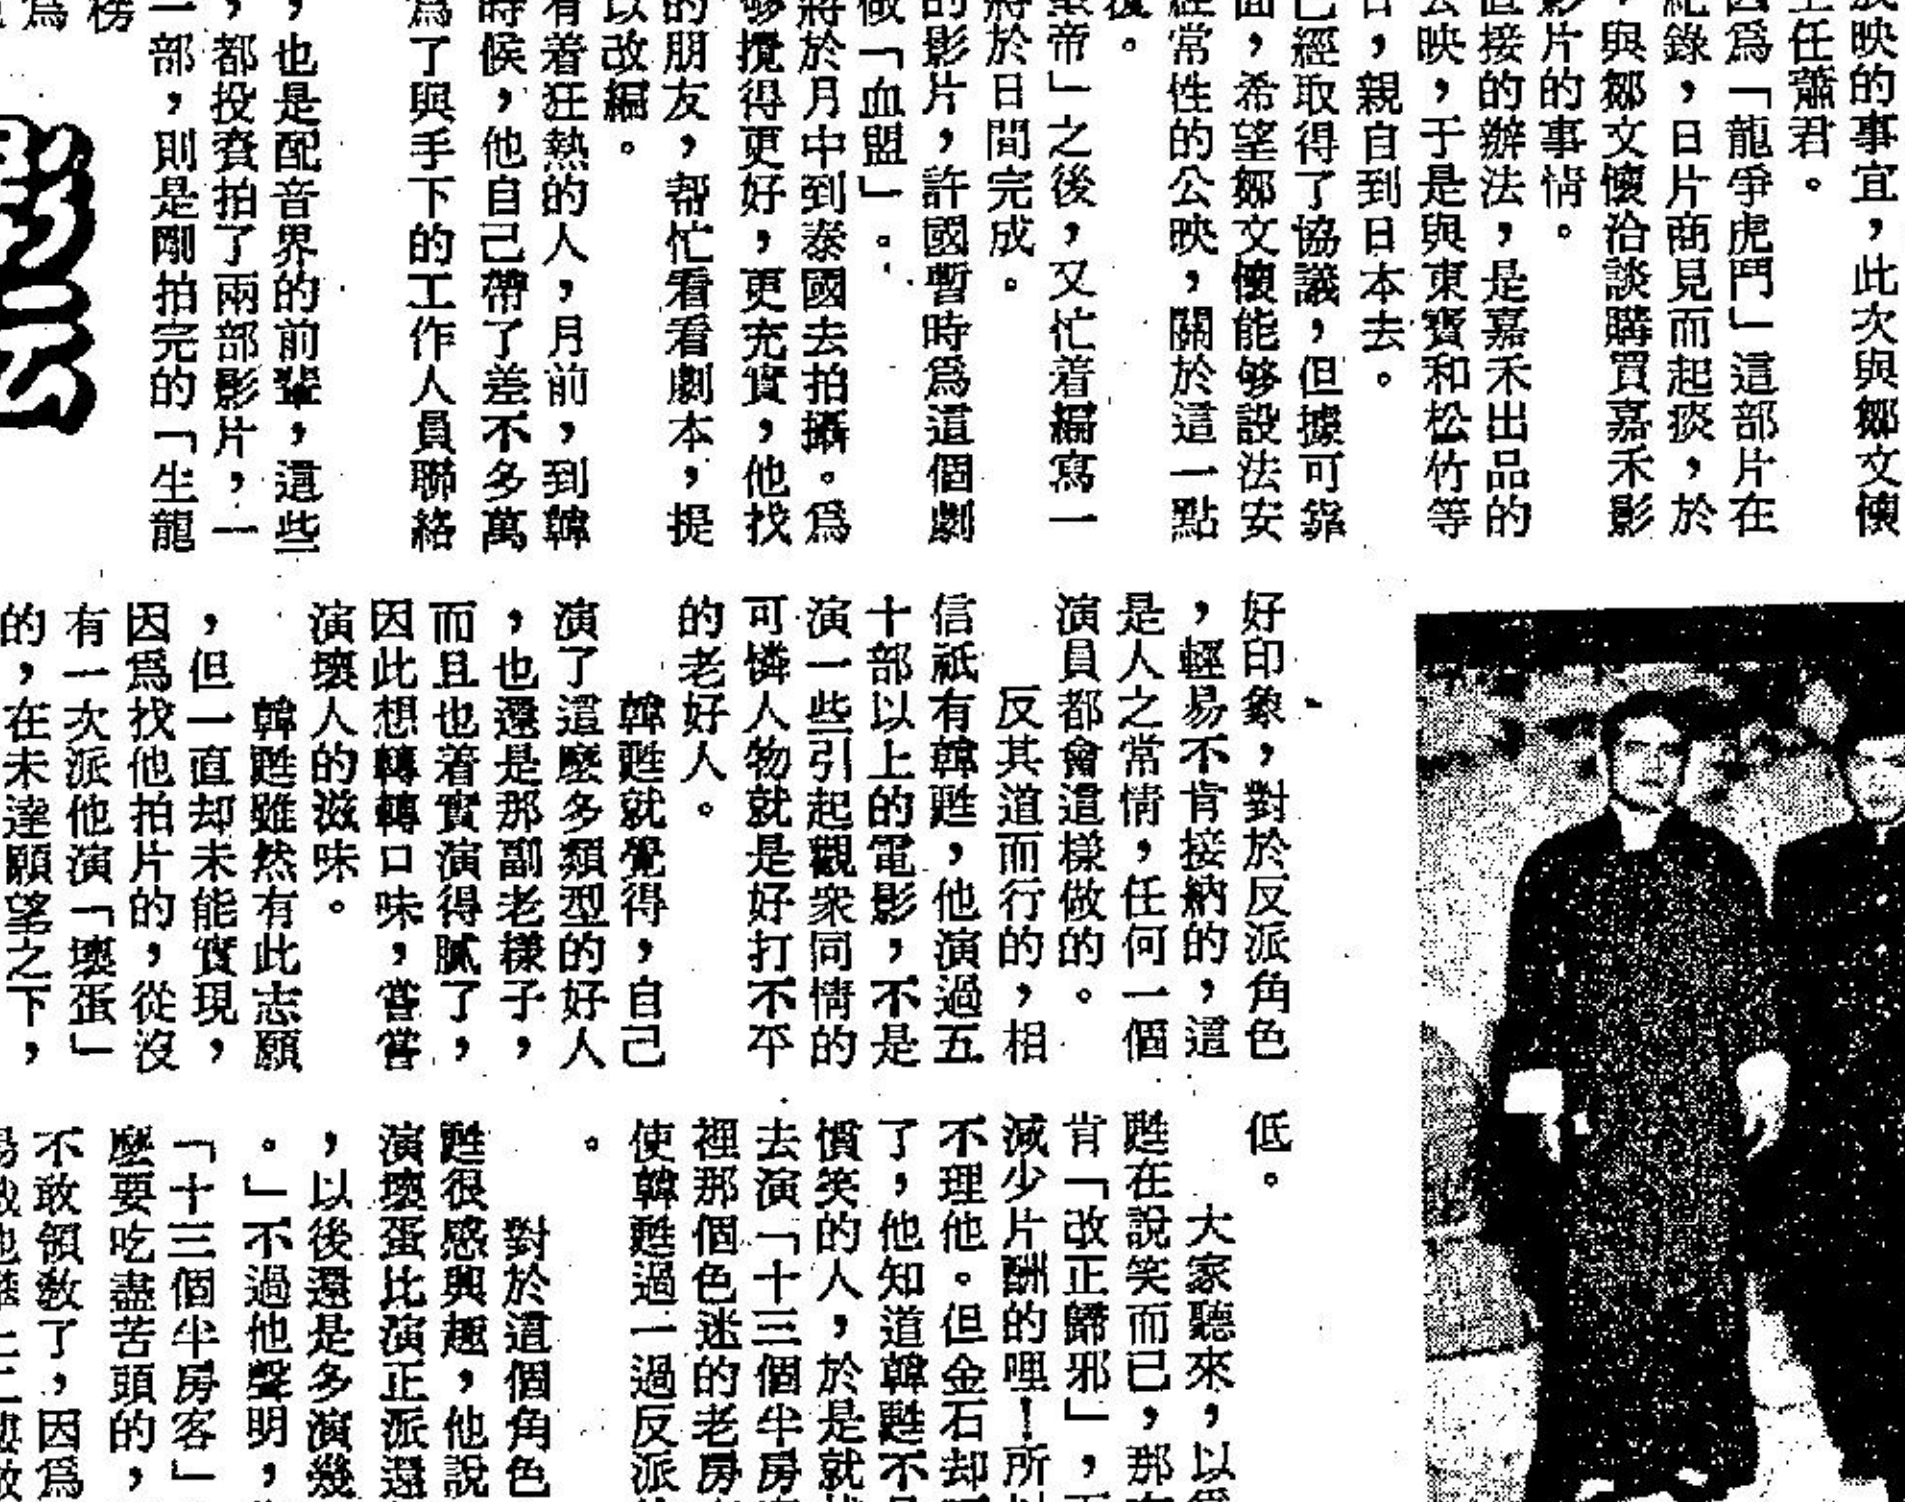 放映的事宜，此次與鄒文懷
主任蕭君。
因爲「龍爭虎鬥」這部片在
紀錄，日片商見而起痰，於
，與鄒文懷洽談購買嘉禾影
影片的事情。
直接的辦法，是嘉禾出品的
公映，于是與東寳和松竹等
日，親自到日本去。
已經取得了協議，但據可靠
面，希望鄒文懷能够設法安
經常性的公映，關於這一點
復。
皇帝」之後，又忙着編寫一
將於日間完成。
的影片，許國暫時爲這個劇
做「血盟」。
將於月中到泰國去拍攝。爲
够攪得更好，更充實，他找
的朋友，帮忙看看劇本，提
以改編。
有着狂熱的人，月前，到韓
時候，他自己帶了差不多萬
爲了與手下的工作人員聯絡
，也是配音界的前輩，這些
，都投資拍了兩部影片，一
一部，則是剛拍完的「生龍
榜
爲
影
好印象，對於反派角色
，輕易不肯接納的，這
是人之常情，任何一個
演員都會這樣做的。
反其道而行的，相
信祇有韓甦，他演過五
十部以上的電影，不是
演一些引起觀衆同情的
可憐人物就是好打不平
的老好人。
韓甦就覺得，自己
演了這麼多類型的好人
，也還是那副老樣子，
而且也着實演得膩了，
因此想轉轉口味，嘗嘗
演壞人的滋味。
韓甦雖然有此志願
，但一直却未能實現，
因爲找他拍片的，從沒
有一次派他演「壞蛋」
的，在未達願望之下，
低。
大家聽來，以爲
甦在說笑而已，那
肯「改正歸邪」，
減少片酬的哩！所
不理他。但金石却
了，他知道韓甦不
慣笑的人，於是就
去演「十三個半房
裡那個色迷的老房
使韓甦過一過反派
。
對於這個角色
甦很感興趣，他說
演壞蛋比演正派還
，以後還是多演幾
。」不過他聲明，
「十三個半房客」
麼要吃盡苦頭的，
不敢領敎了，因爲